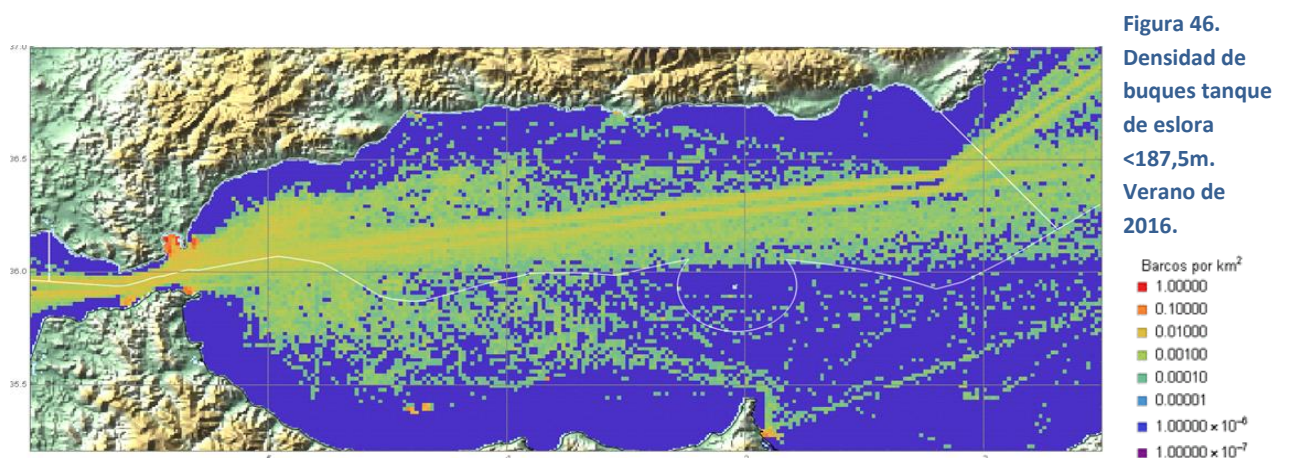 Figura 46.
Densidad de
buques tanque
de eslora
<187,5m.
Verano de
2016.
Barcos por km²
1.00000
0.10000
0.01000
0.00100
0.00010
0.00001
1.00000 × 10⁻⁶
1.00000 × 10⁻⁷
37.0
36.5
36.0
35.5